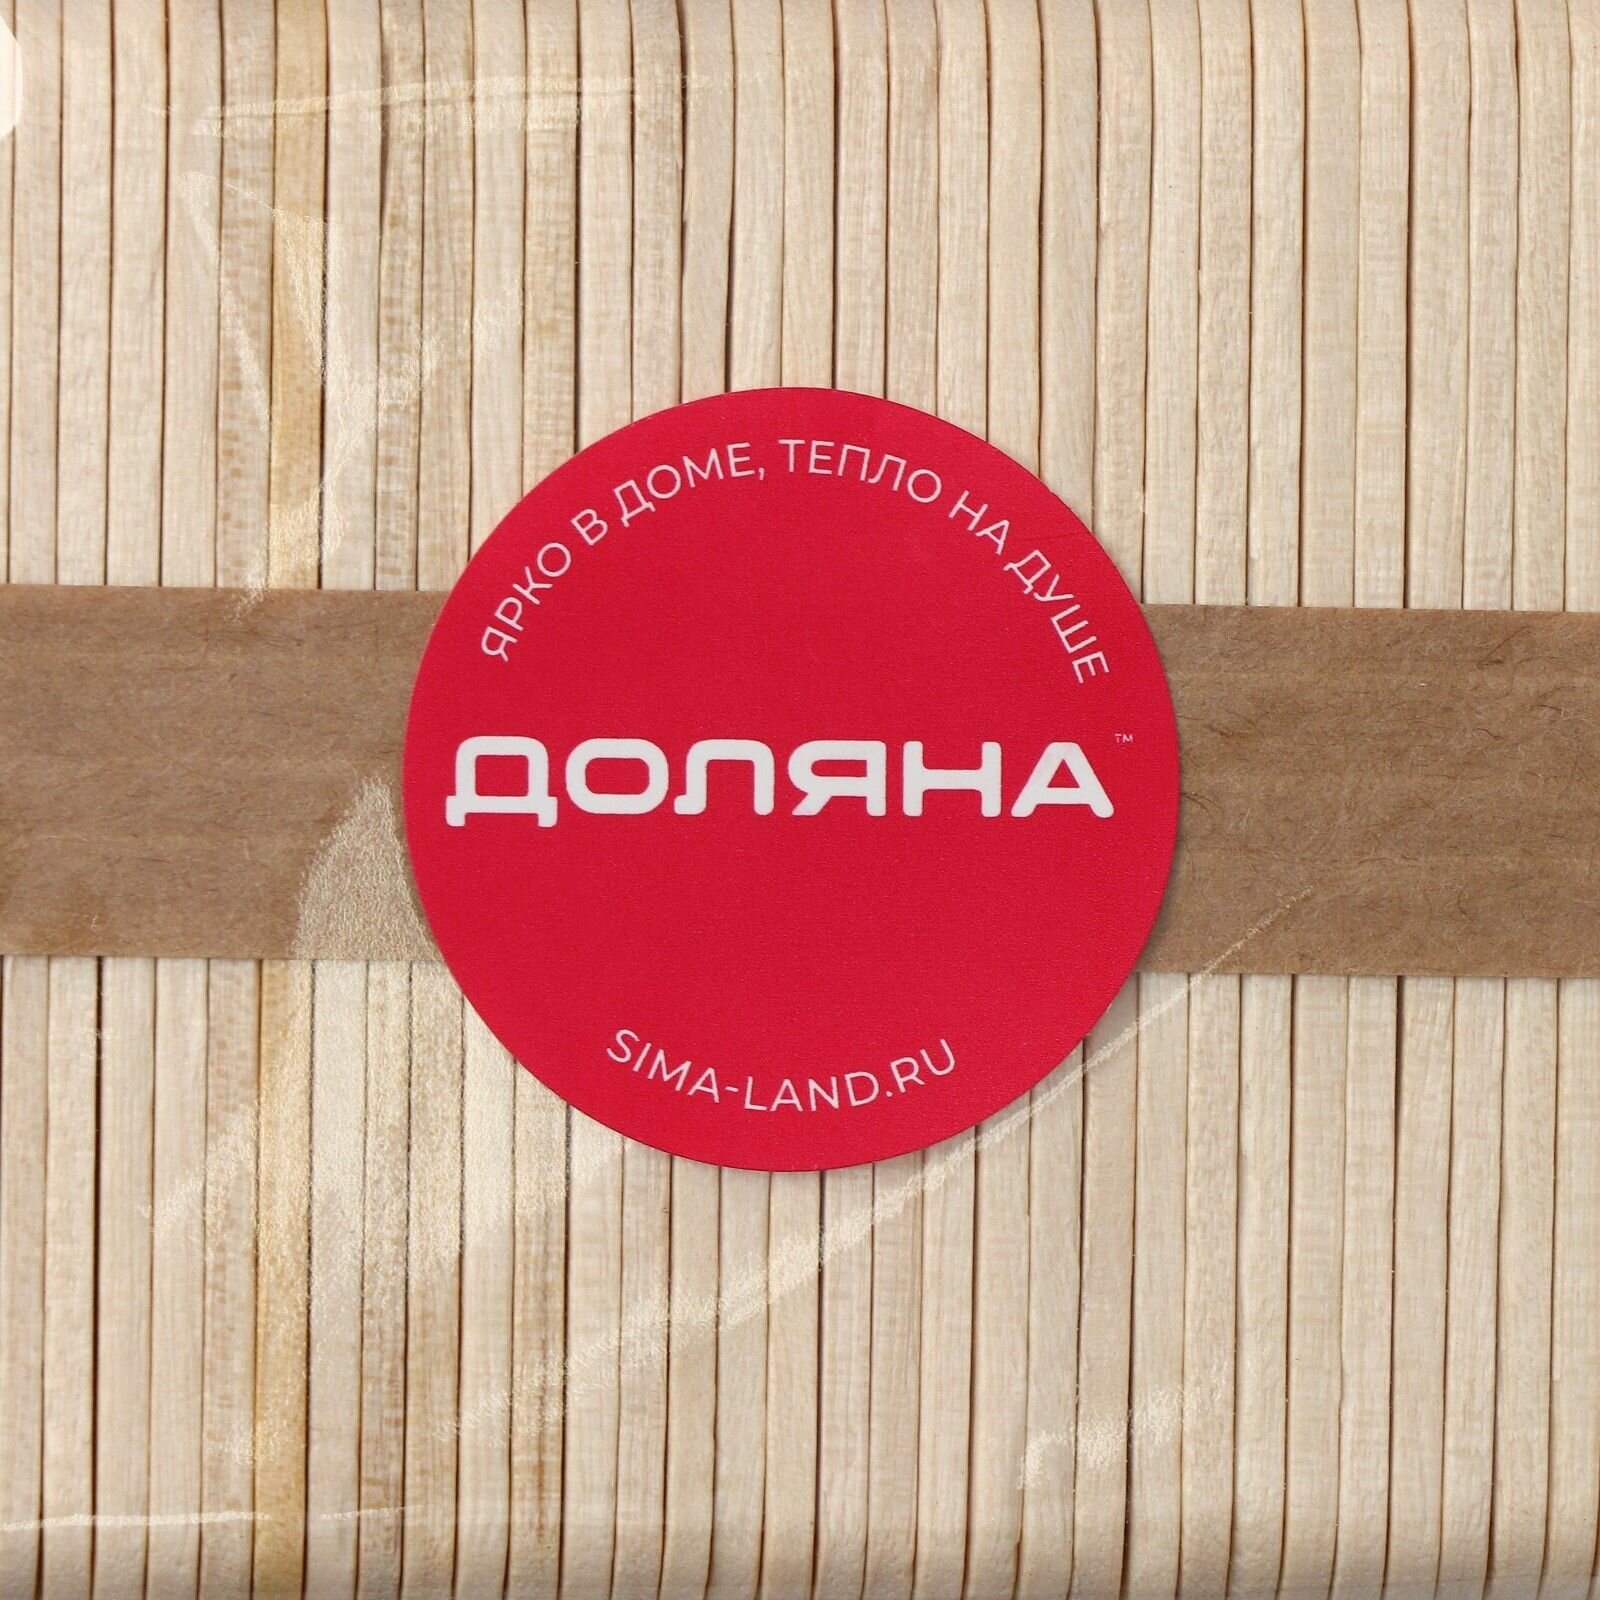 ЯРКО В ДОМЕ, ТЕПЛО НА ДУШЕ
ДОЛЯНА™
SIMA-LAND.RU